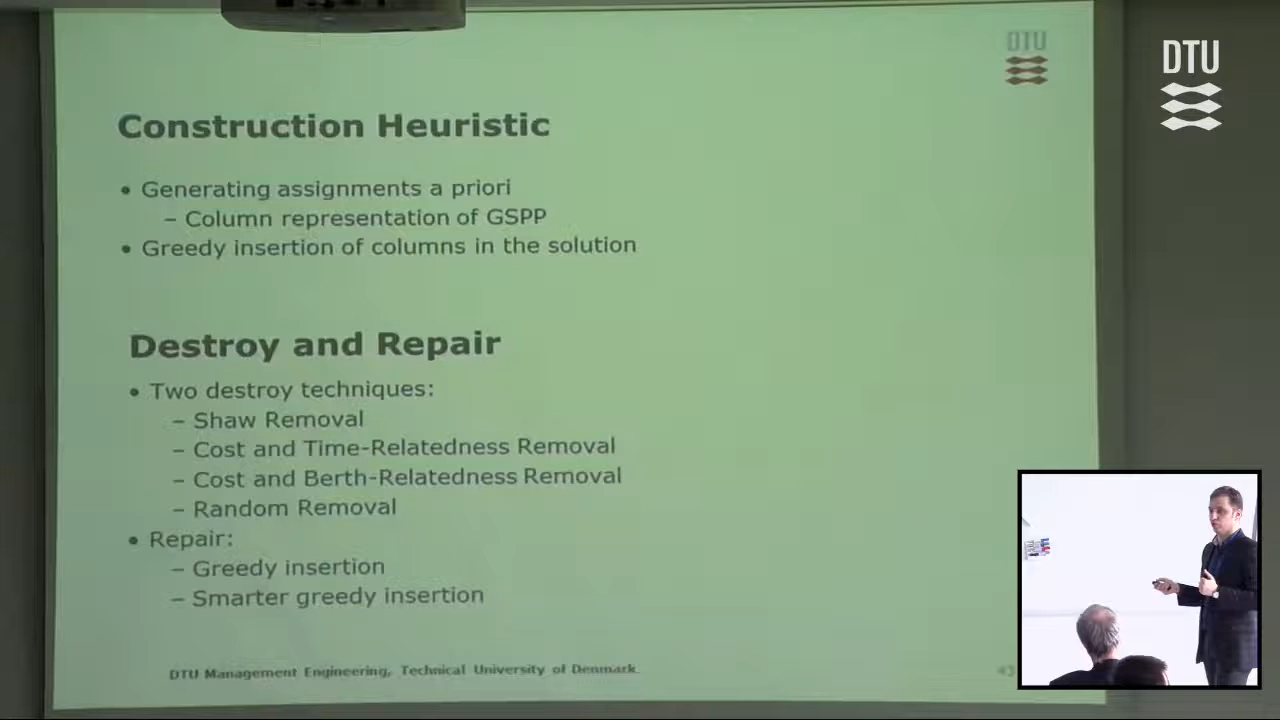 DTU
DTU
Construction Heuristic
• Generating assignments a priori
– Column representation of GSPP
• Greedy insertion of columns in the solution
Destroy and Repair
• Two destroy techniques:
– Shaw Removal
– Cost and Time-Relatedness Removal
– Cost and Berth-Relatedness Removal
– Random Removal
• Repair:
– Greedy insertion
– Smarter greedy insertion
DTU Management Engineering, Technical University of Denmark